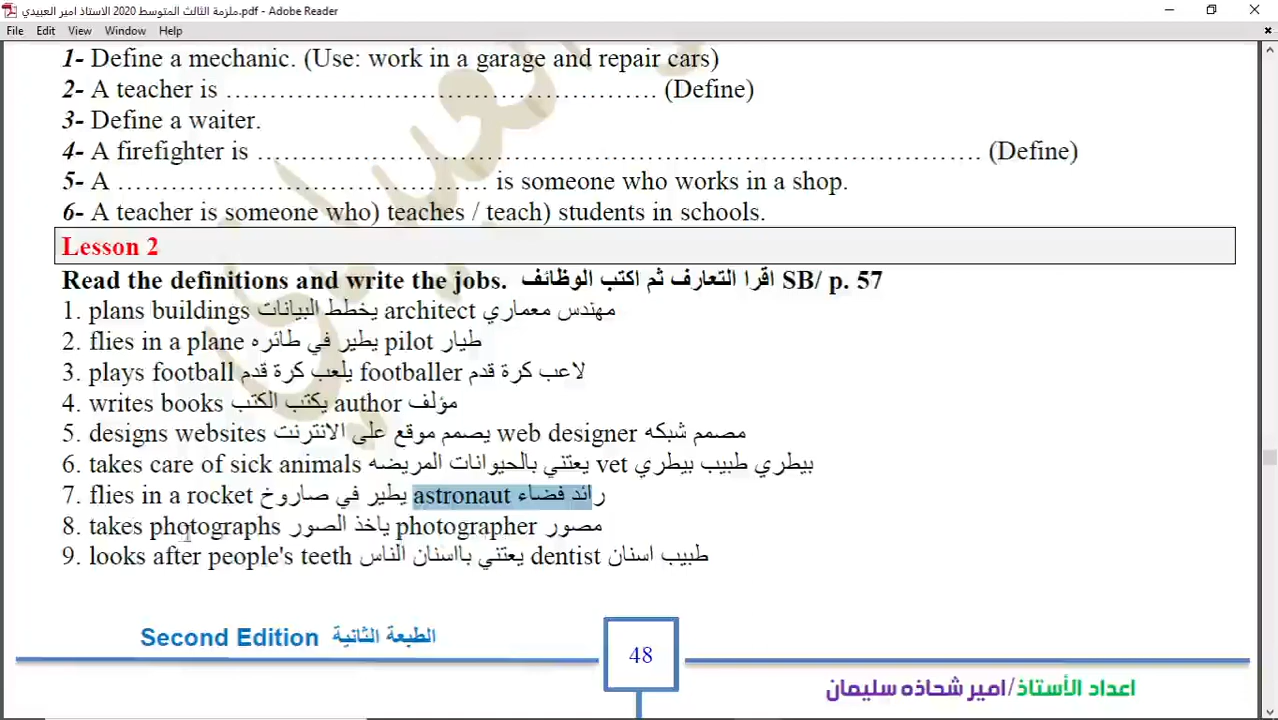 ملزمة الثالث المتوسط 2020 الاستاذ امير العبيدي.pdf - Adobe Reader
File Edit View Window Help
1- Define a mechanic. (Use: work in a garage and repair cars)
2- A teacher is ………………………………………………. (Define)
3- Define a waiter.
4- A firefighter is ……………………………………………………………………………. (Define)
5- A ………………………………………. is someone who works in a shop.
6- A teacher is someone who) teaches / teach) students in schools.
Lesson 2
Read the definitions and write the jobs. اقرا التعارف ثم اكتب الوظائف SB/ p. 57
1. plans buildings يخطط البيانات architect مهندس معماري
2. flies in a plane يطير في طائره pilot طيار
3. plays football يلعب كرة قدم footballer لاعب كرة قدم
4. writes books يكتب الكتب author مؤلف
5. designs websites يصمم موقع على الانترنت web designer مصمم شبكه
6. takes care of sick animals يعتني بالحيوانات المريضه vet بيطري طبيب بيطري
7. flies in a rocket يطير في صاروخ astronaut رائد فضاء
8. takes photographs ياخذ الصور photographer مصور
9. looks after people's teeth يعتني بااسنان الناس dentist طبيب اسنان
Second Edition الطبعة الثانية
48
اعداد الأستاذ/امير شحاذه سليمان